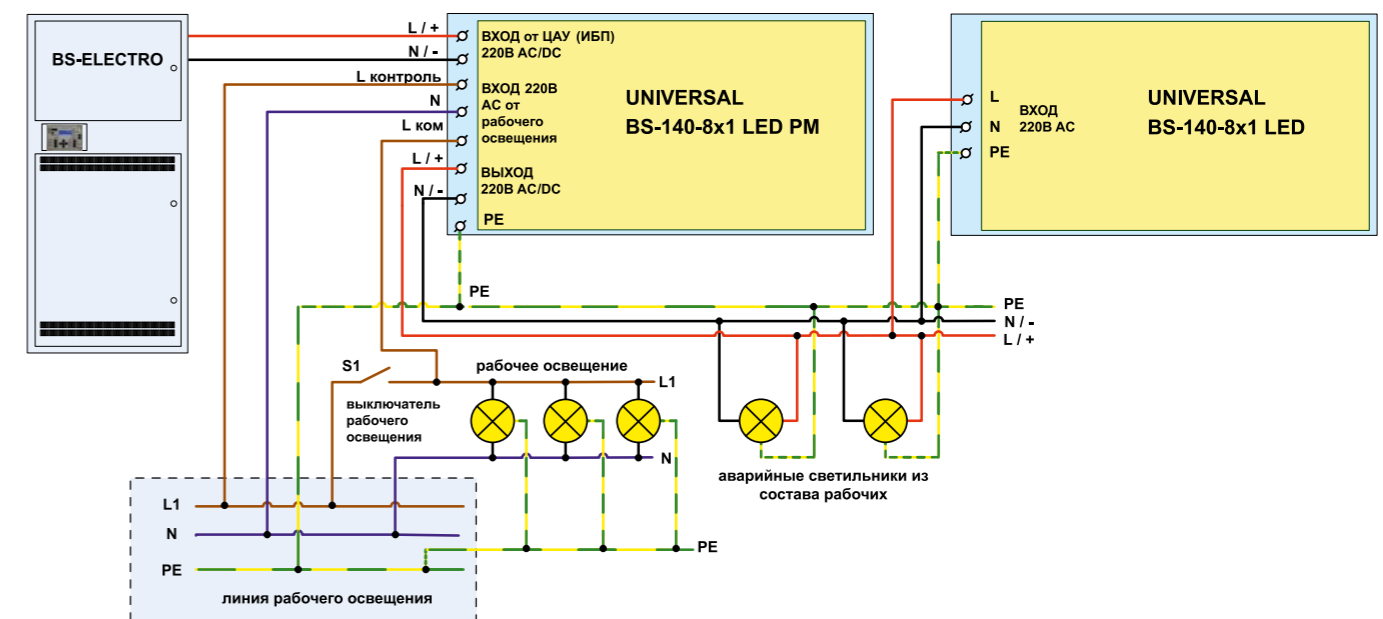 BS-ELECTRO
L / +
N / -
L контроль
N
L ком
L / +
N / -
ВХОД от ЦАУ (ИБП)
220В AC/DC
ВХОД 220В
АС от
рабочего
освещения
ВЫХОД
220В AC/DC
PE
UNIVERSAL
BS-140-8x1 LED PM
L
N
PE
ВХОД
220В AC
UNIVERSAL
BS-140-8x1 LED
PE
PE
N / -
L / +
S1
рабочее освещение
L1
выключатель
рабочего
освещения
N
аварийные светильники из
состава рабочих
L1
N
PE
PE
линия рабочего освещения